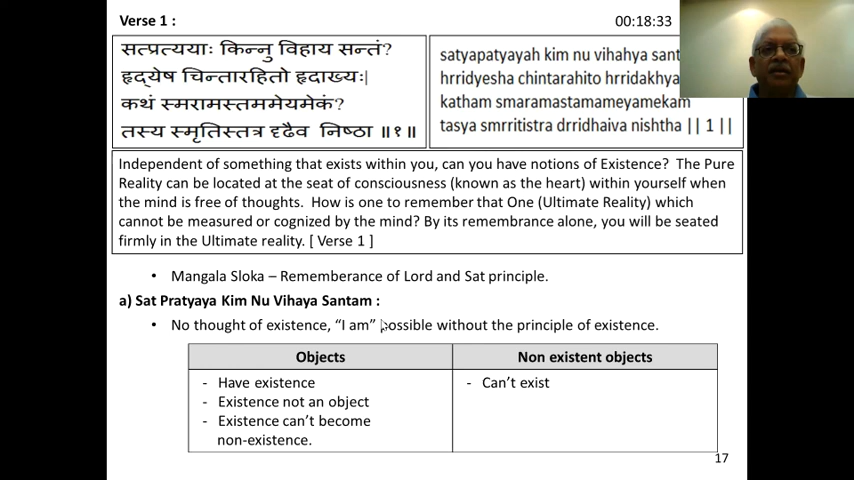 Verse 1 :
00:18:33
सत्प्रत्ययाः किन्नु विहाय सन्तं?
हृद्येष चिन्तारहितो हृदाख्यः|
कथं स्मरामस्तममेयमेकं?
तस्य स्मृतिस्तत्र दृढैव निष्ठा ॥१॥
satyapatyayah kim nu vihahya sant
hrridyesha chintarahito hrridakhya
katham smaramastamameyamekam
tasya smrritistra drridhaiva nishtha || 1 ||
Independent of something that exists within you, can you have notions of Existence? The Pure
Reality can be located at the seat of consciousness (known as the heart) within yourself when
the mind is free of thoughts. How is one to remember that One (Ultimate Reality) which
cannot be measured or cognized by the mind? By its remembrance alone, you will be seated
firmly in the Ultimate reality. [ Verse 1 ]
• Mangala Sloka – Rememberance of Lord and Sat principle.
a) Sat Pratyaya Kim Nu Vihaya Santam :
• No thought of existence, “I am” possible without the principle of existence.
Objects
Non existent objects
- Have existence
- Existence not an object
- Existence can’t become
non-existence.
- Can’t exist
17